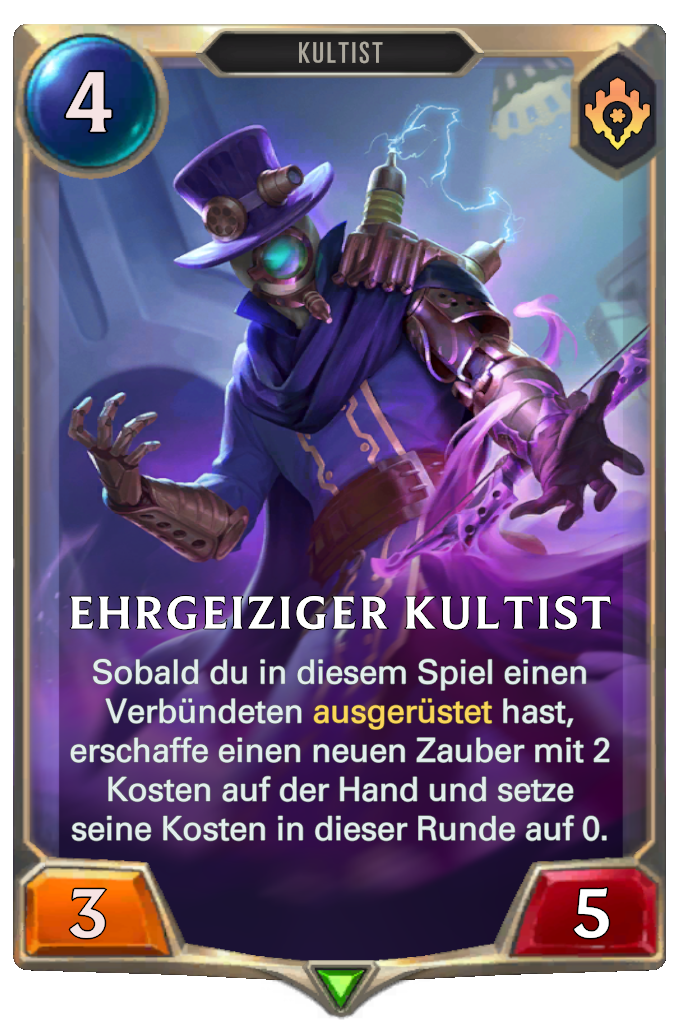 KULTIST
4
EHRGEIZIGER KULTIST
Sobald du in diesem Spiel einen
Verbündeten ausgerüstet hast,
erschaffe einen neuen Zauber mit 2
Kosten auf der Hand und setze
seine Kosten in dieser Runde auf 0.
3
5